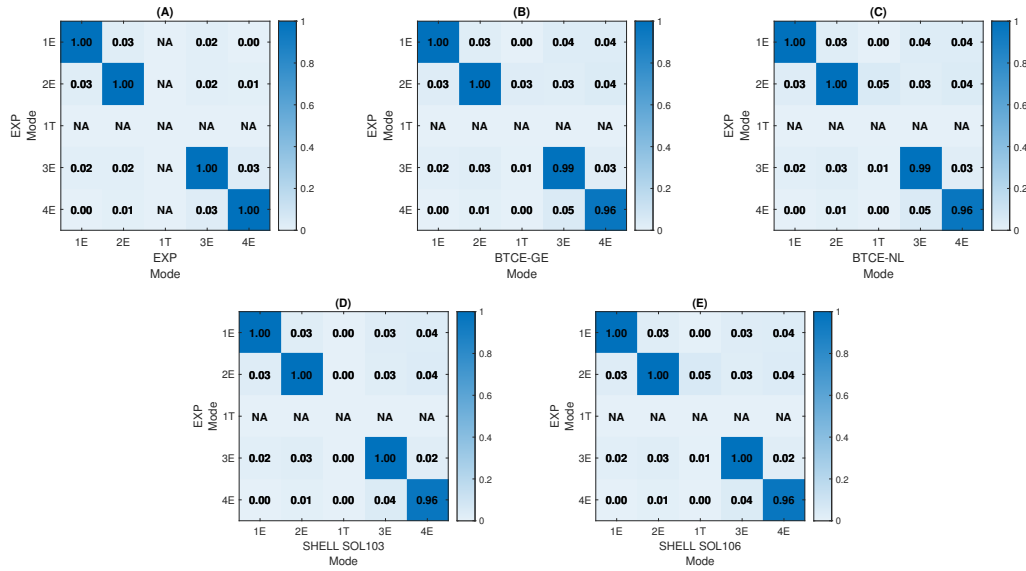 (A)
1E 1.00 0.03 NA 0.02 0.00
2E 0.03 1.00 NA 0.02 0.01
1T NA NA NA NA NA
3E 0.02 0.02 NA 1.00 0.03
4E 0.00 0.01 NA 0.03 1.00
1E 2E 1T 3E 4E
EXP
Mode
EXP
Mode
1
0.8
0.6
0.4
0.2
0
(B)
1E 1.00 0.03 0.00 0.04 0.04
2E 0.03 1.00 0.03 0.03 0.04
1T NA NA NA NA NA
3E 0.02 0.03 0.01 0.99 0.03
4E 0.00 0.01 0.00 0.05 0.96
1E 2E 1T 3E 4E
BTCE-GE
Mode
EXP
Mode
1
0.8
0.6
0.4
0.2
0
(C)
1E 1.00 0.03 0.00 0.04 0.04
2E 0.03 1.00 0.05 0.03 0.04
1T NA NA NA NA NA
3E 0.02 0.03 0.01 0.99 0.03
4E 0.00 0.01 0.00 0.05 0.96
1E 2E 1T 3E 4E
BTCE-NL
Mode
EXP
Mode
1
0.8
0.6
0.4
0.2
0
(D)
1E 1.00 0.03 0.00 0.03 0.04
2E 0.03 1.00 0.00 0.03 0.04
1T NA NA NA NA NA
3E 0.02 0.03 0.00 1.00 0.02
4E 0.00 0.01 0.00 0.04 0.96
1E 2E 1T 3E 4E
SHELL SOL103
Mode
EXP
Mode
1
0.8
0.6
0.4
0.2
0
(E)
1E 1.00 0.03 0.00 0.03 0.04
2E 0.03 1.00 0.05 0.03 0.04
1T NA NA NA NA NA
3E 0.02 0.03 0.01 1.00 0.02
4E 0.00 0.01 0.00 0.04 0.96
1E 2E 1T 3E 4E
SHELL SOL106
Mode
EXP
Mode
1
0.8
0.6
0.4
0.2
0